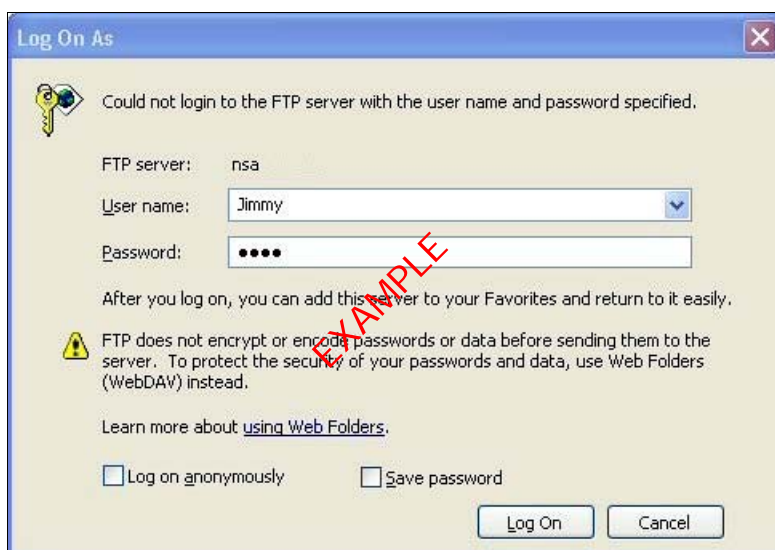 Log On As
Could not login to the FTP server with the user name and password specified.
FTP server: nsa
User name: Jimmy
Password: ●●●●
After you log on, you can add this server to your Favorites and return to it easily.
EXAMPLE
FTP does not encrypt or encode passwords or data before sending them to the
server. To protect the security of your passwords and data, use Web Folders
(WebDAV) instead.
Learn more about using Web Folders.
Log on anonymously Save password
Log On Cancel